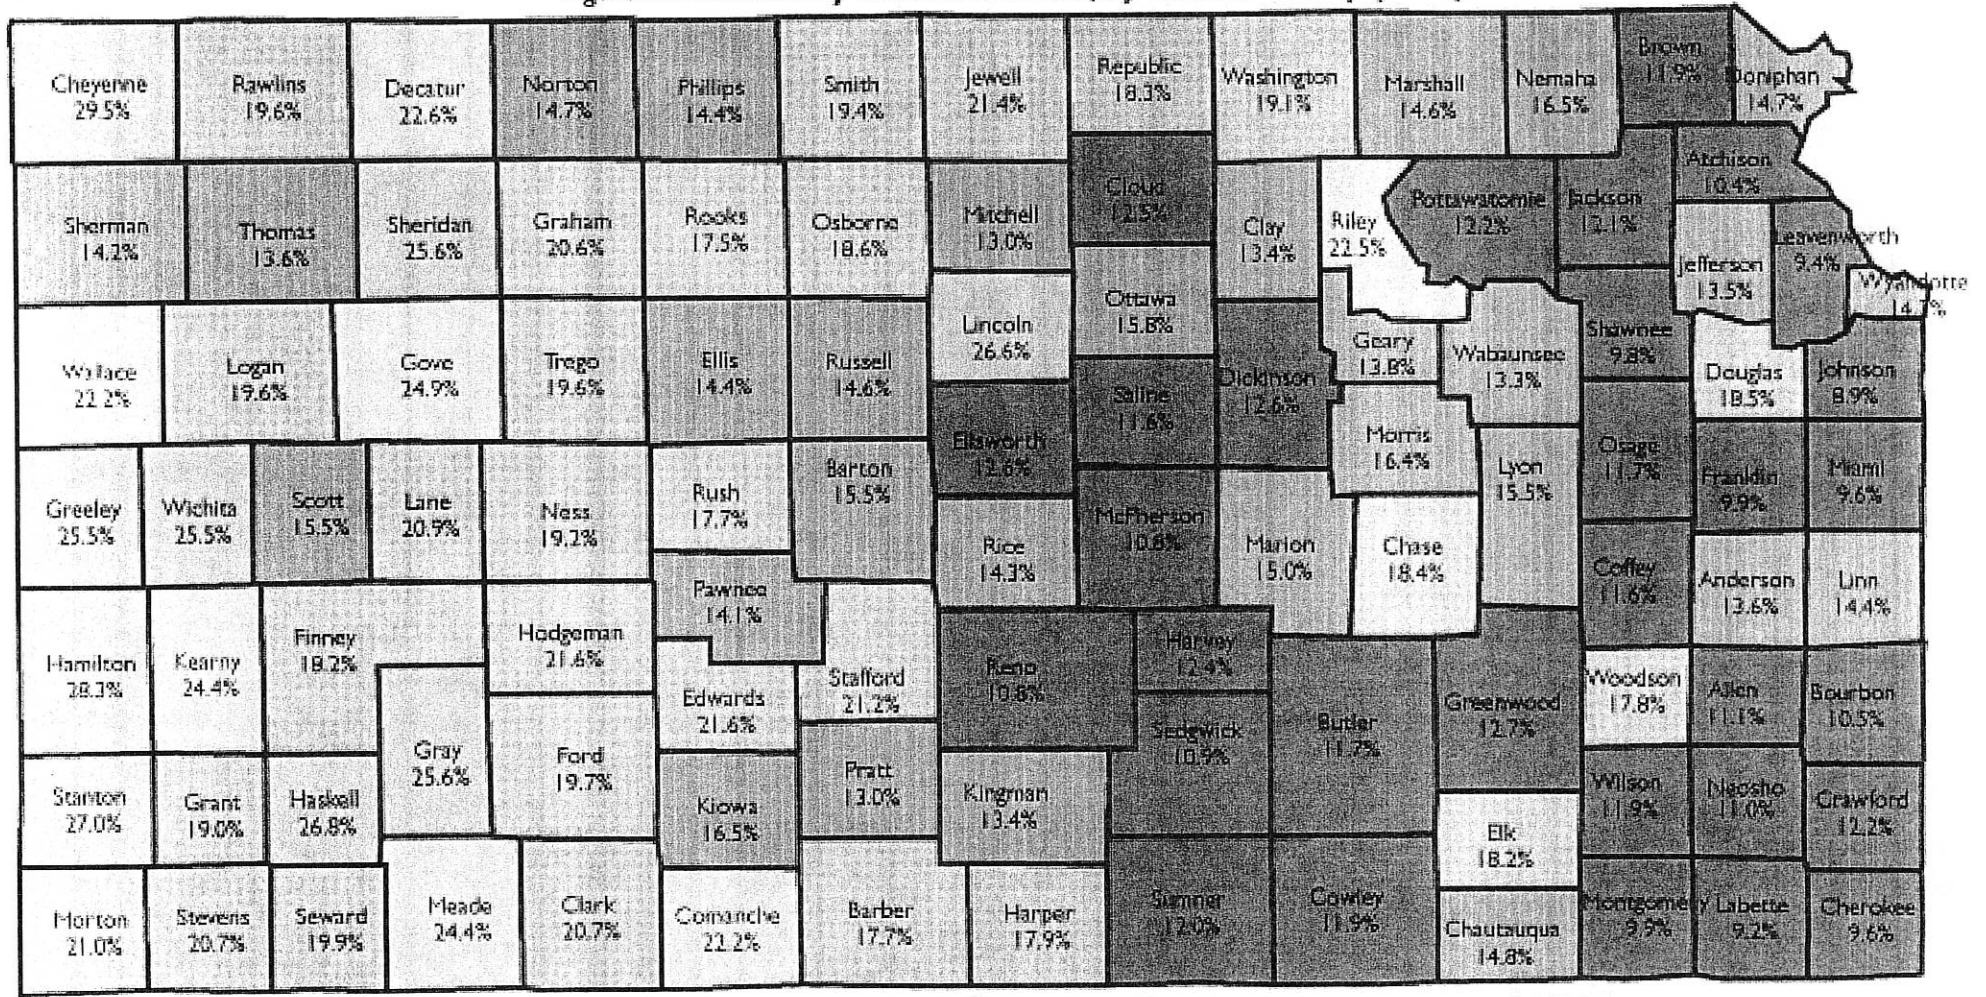 Cheyenne
29.5%
Rawlins
19.6%
Decatur
22.6%
Norton
14.7%
Phillips
14.4%
Smith
19.4%
Jewell
21.4%
Republic
18.3%
Washington
19.1%
Marshall
14.6%
Nemaha
16.5%
Brown
11.9%
Doniphan
14.7%
Sherman
14.2%
Thomas
13.6%
Sheridan
25.6%
Graham
20.6%
Rooks
17.5%
Osborne
18.6%
Mitchell
13.0%
Cloud
12.5%
Clay
13.4%
Riley
22.5%
Pottawatomie
12.2%
Jackson
12.1%
Atchison
10.4%
Jefferson
13.5%
Leavenworth
9.4%
Wyandotte
Wallace
22.2%
Logan
19.6%
Gove
24.9%
Trego
19.6%
Ellis
14.4%
Russell
14.6%
Lincoln
26.6%
Ottawa
15.8%
Saline
11.6%
Dickinson
12.6%
Geary
13.8%
Wabaunsee
13.3%
Shawnee
9.8%
Douglas
18.5%
Johnson
8.9%
Greeley
25.5%
Wichita
25.5%
Scott
15.5%
Lane
20.9%
Ness
19.2%
Rush
17.7%
Barton
15.5%
Ellsworth
12.6%
Rice
14.3%
McPherson
10.8%
Marion
15.0%
Morris
16.4%
Chase
18.4%
Lyon
15.5%
Osage
11.7%
Franklin
9.9%
Miami
9.6%
Coffey
11.6%
Anderson
13.6%
Linn
14.4%
Hamilton
28.3%
Kearny
24.4%
Finney
18.2%
Hodgeman
21.6%
Pawnee
14.1%
Edwards
21.6%
Stafford
21.2%
Reno
10.8%
Harvey
12.4%
Sedgwick
10.9%
Butler
11.7%
Greenwood
12.7%
Woodson
17.8%
Allen
11.1%
Bourbon
10.5%
Stanton
27.0%
Grant
19.0%
Haskell
26.8%
Gray
25.6%
Ford
19.7%
Kiowa
16.5%
Pratt
13.0%
Kingman
13.4%
Elk
18.2%
Wilson
11.9%
Neosho
11.0%
Crawford
12.2%
Morton
21.0%
Stevens
20.7%
Seward
19.9%
Meade
24.4%
Clark
20.7%
Comanche
22.2%
Barber
17.7%
Harper
17.9%
Sumner
12.0%
Cowley
11.9%
Chautauqua
14.8%
Montgomery
9.9%
Labette
9.2%
Cherokee
9.6%